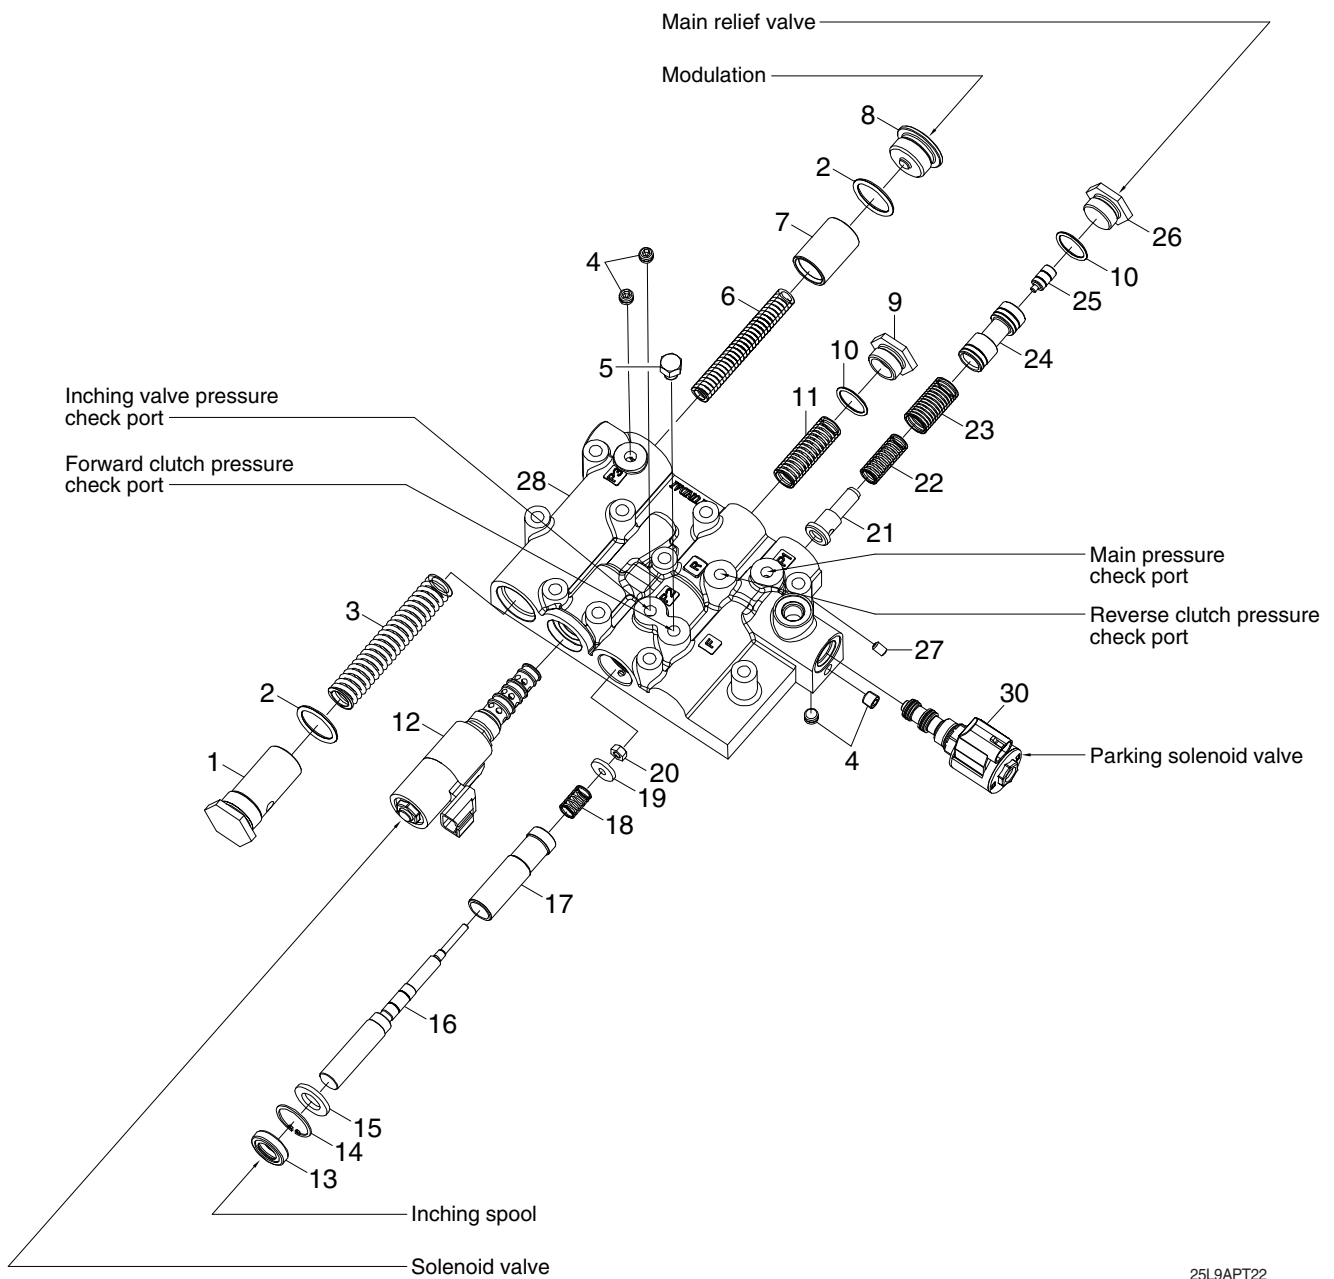 Main relief valve
Modulation
8
2
7
26
10
4
6
25
9
24
5
10
Inching valve pressure
check port
11
23
Forward clutch pressure
check port
28
P3
22
21
R
P1
Main pressure
check port
3
P2
Reverse clutch pressure
check port
F
27
2
12
30
1
20
4
Parking solenoid valve
19
18
17
16
15
14
13
Inching spool
Solenoid valve
25L9APT22